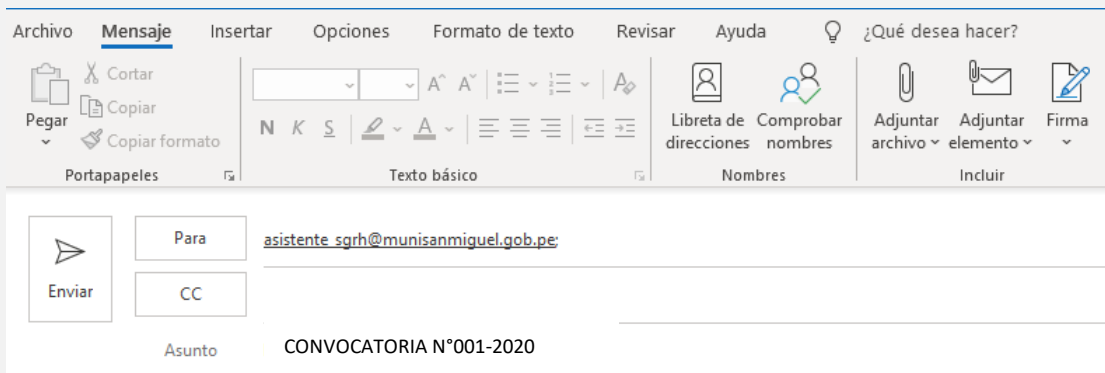 Archivo Mensaje Insertar Opciones Formato de texto Revisar Ayuda ¿Qué desea hacer?
Pegar
Cortar
Copiar
Copiar formato
Portapapeles
N K S
Texto básico
Libreta de direcciones
Comprobar nombres
Nombres
Adjuntar archivo
Adjuntar elemento
Firma
Incluir
Enviar
Para asistente_sgrh@munisanmiguel.gob.pe;
CC
Asunto CONVOCATORIA N°001-2020